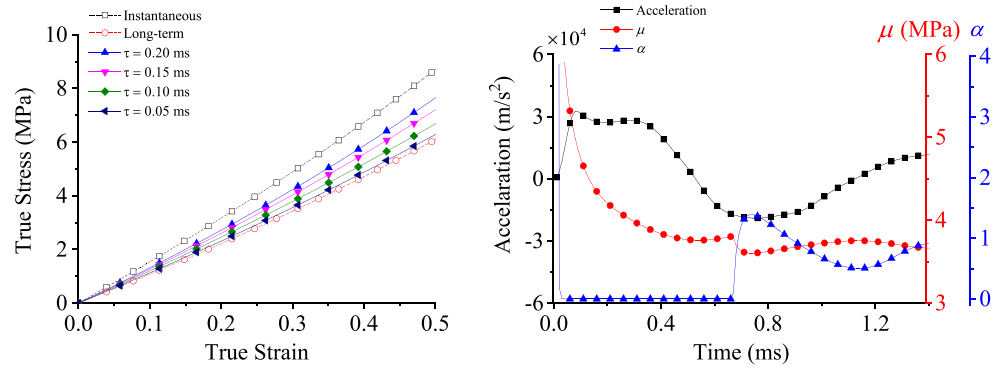 Instantaneous
Long-term
τ = 0.20 ms
τ = 0.15 ms
τ = 0.10 ms
τ = 0.05 ms
True Stress (MPa)
10
8
6
4
2
0
0.0
0.1
0.2
0.3
0.4
0.5
True Strain
Acceleration
μ
α
×10⁴
Accelaration (m/s²)
6
3
0
-3
-6
0.0
0.4
0.8
1.2
Time (ms)
μ (MPa)
6
5
4
3
α
4
3
2
1
0